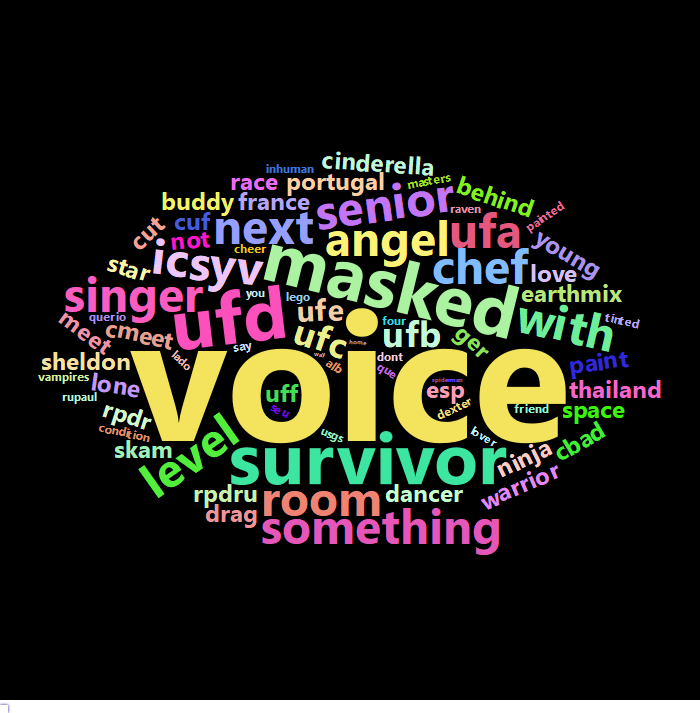 cinderella
inhuman
race
portugal
masters
behind
raven
painted
buddy
france
senior
cut
cuf
not
next
angel
ufa
young
cheer
star
icsyv
masked
chef
love
singer
ufd
you
lego
ufe
earthmix
meet
querio
cmeet
ufc
four
ufb
ger
with
tinted
sheldon
lado
say
voice
wall
home
alb
dont
que
paint
vampires
lone
rupaul
uff
spiderman
esp
thailand
rpdr
seu
dexter
friend
space
condition
skam
level
usgs
survivor
lover
ninja
cbad
rpdru
room
dancer
warrior
drag
something